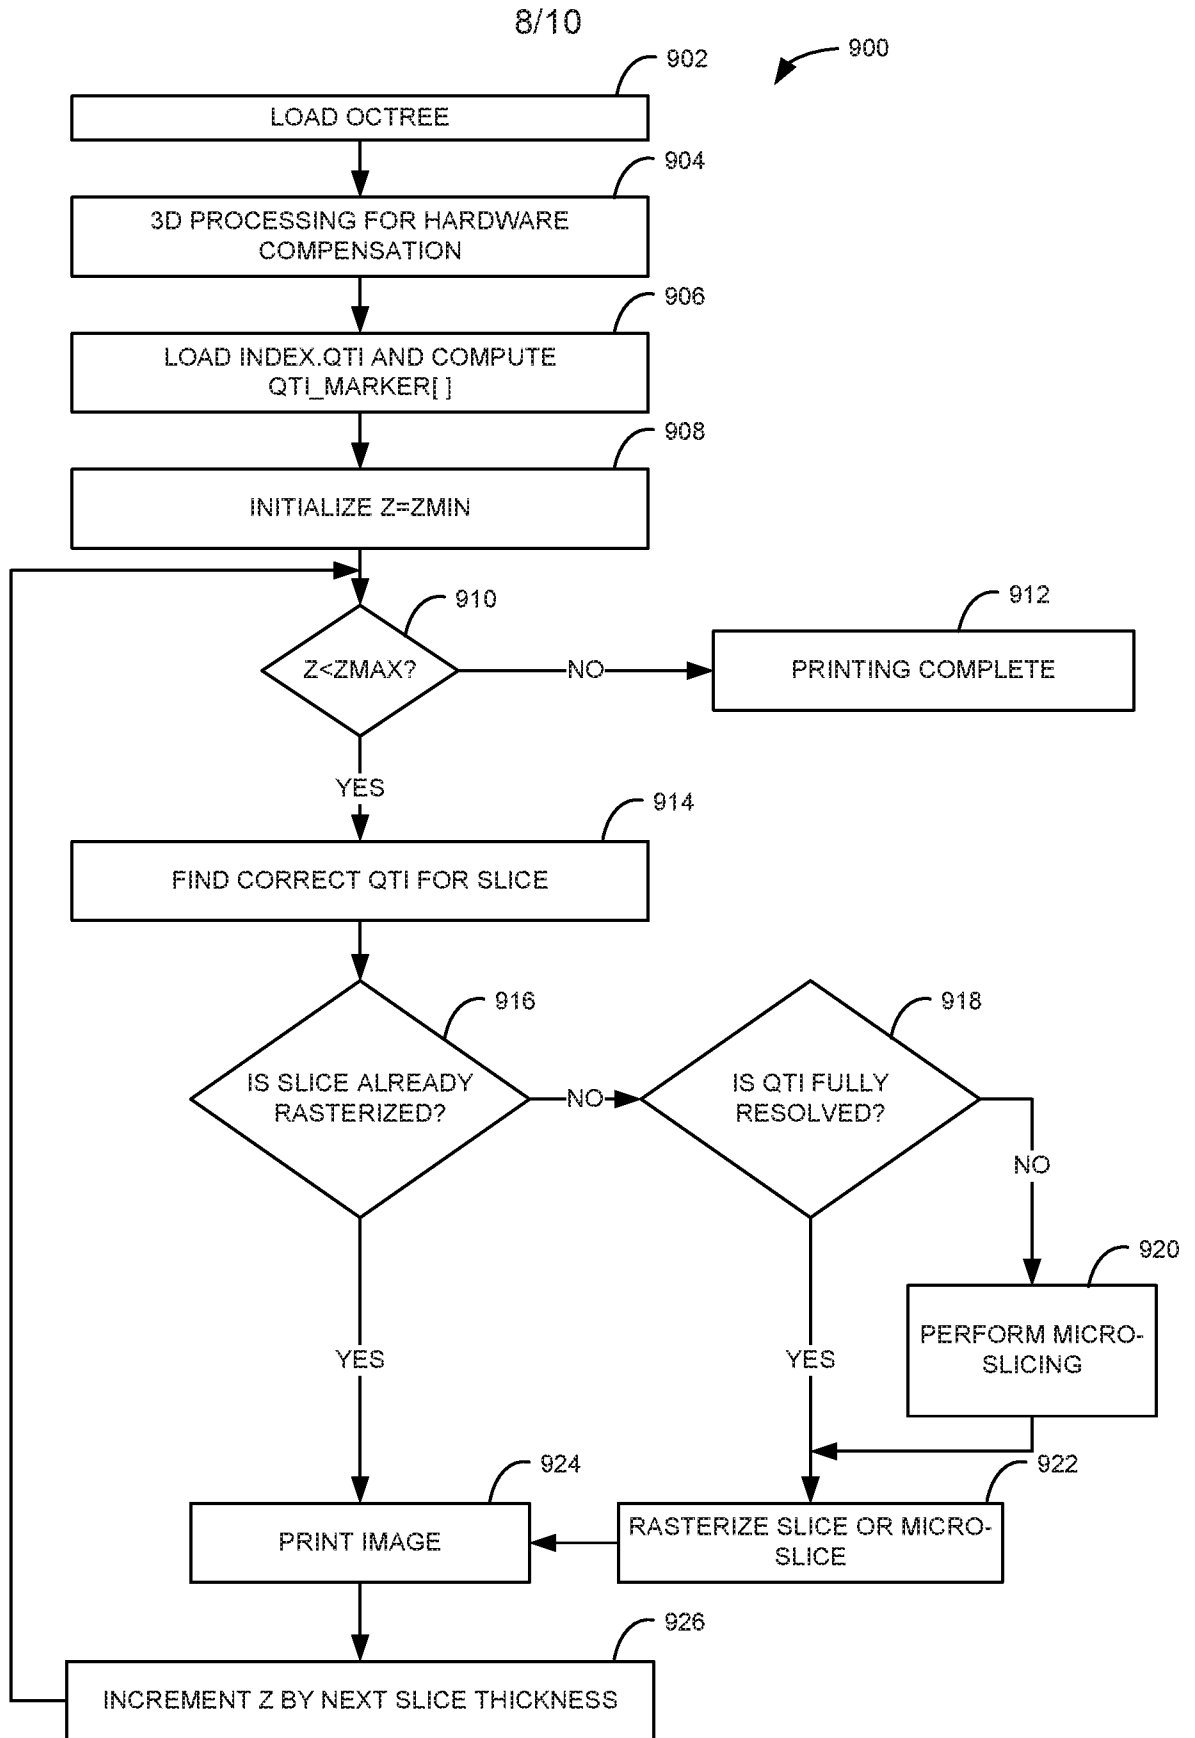 8/10
900
902
LOAD OCTREE
904
3D PROCESSING FOR HARDWARE
COMPENSATION
906
LOAD INDEX.QTI AND COMPUTE
QTI_MARKER[ ]
908
INITIALIZE Z=ZMIN
910
Z<ZMAX?
NO
912
PRINTING COMPLETE
YES
914
FIND CORRECT QTI FOR SLICE
916
IS SLICE ALREADY
RASTERIZED?
NO
918
IS QTI FULLY
RESOLVED?
NO
920
PERFORM MICRO-
SLICING
YES
YES
922
RASTERIZE SLICE OR MICRO-
SLICE
924
PRINT IMAGE
926
INCREMENT Z BY NEXT SLICE THICKNESS